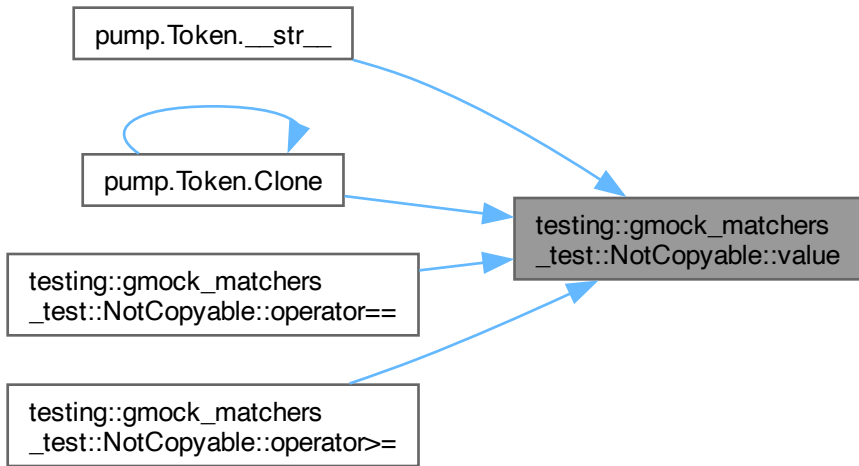 pump.Token.__str__
pump.Token.Clone
testing::gmock_matchers
_test::NotCopyable::value
testing::gmock_matchers
_test::NotCopyable::operator==
testing::gmock_matchers
_test::NotCopyable::operator>=